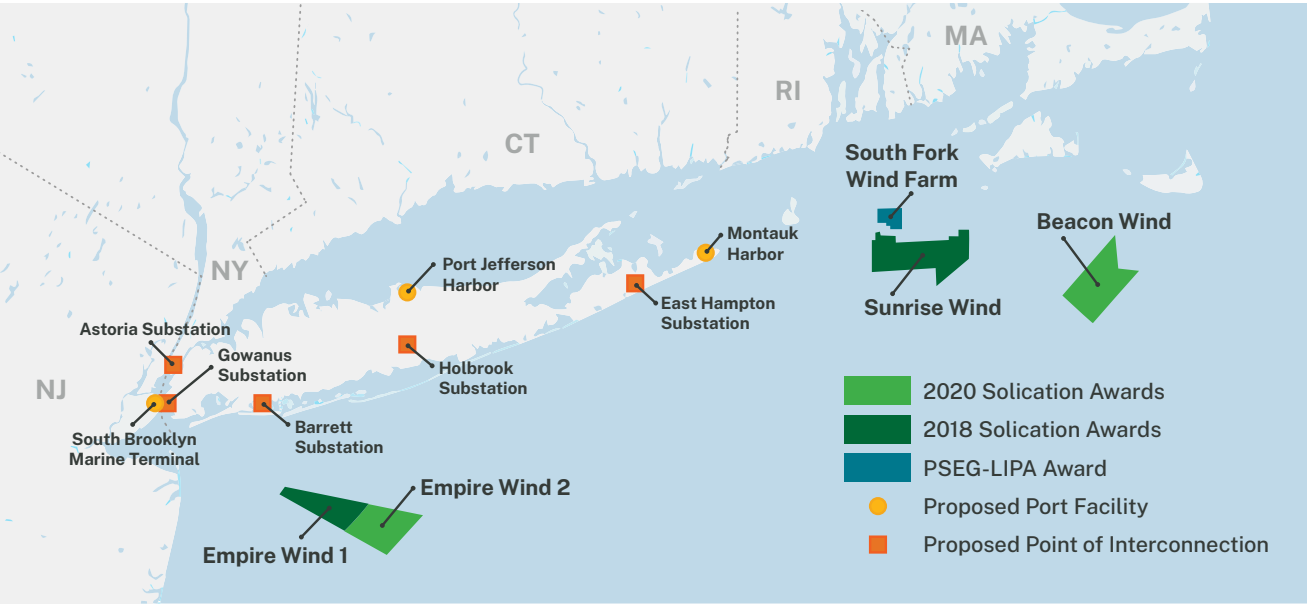 MA
RI
CT
NY
NJ
South Fork
Wind Farm
Beacon Wind
Sunrise Wind
Montauk
Harbor
Port Jefferson
Harbor
East Hampton
Substation
Astoria Substation
Gowanus
Substation
Holbrook
Substation
Barrett
Substation
South Brooklyn
Marine Terminal
Empire Wind 2
Empire Wind 1
2020 Solication Awards
2018 Solication Awards
PSEG-LIPA Award
Proposed Port Facility
Proposed Point of Interconnection